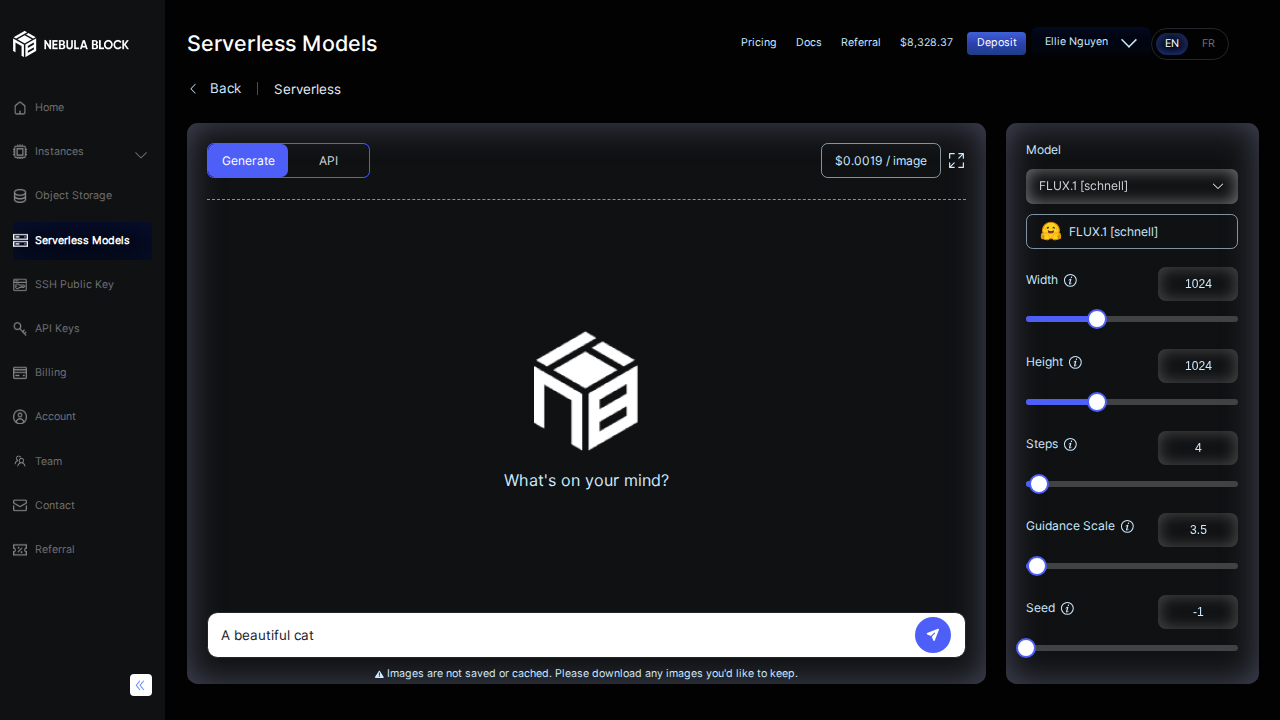 NEBULA BLOCK
Serverless Models
Pricing
Docs
Referral
$8,328.37
Deposit
Ellie Nguyen
EN
FR
Back
Serverless
Home
Instances
Object Storage
Serverless Models
SSH Public Key
API Keys
Billing
Account
Team
Contact
Referral
Generate
API
$0.0019 / image
What's on your mind?
A beautiful cat
Images are not saved or cached. Please download any images you'd like to keep.
Model
FLUX.1 [schnell]
FLUX.1 [schnell]
Width
1024
Height
1024
Steps
4
Guidance Scale
3.5
Seed
-1